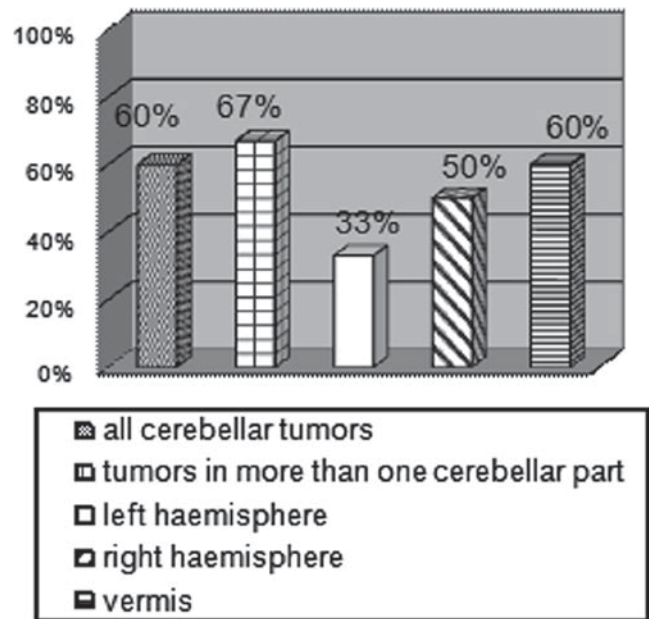 100%
80%
60%
40%
20%
0%
60%
67%
33%
50%
60%
all cerebellar tumors
tumors in more than one cerebellar part
left haemisphere
right haemisphere
vermis